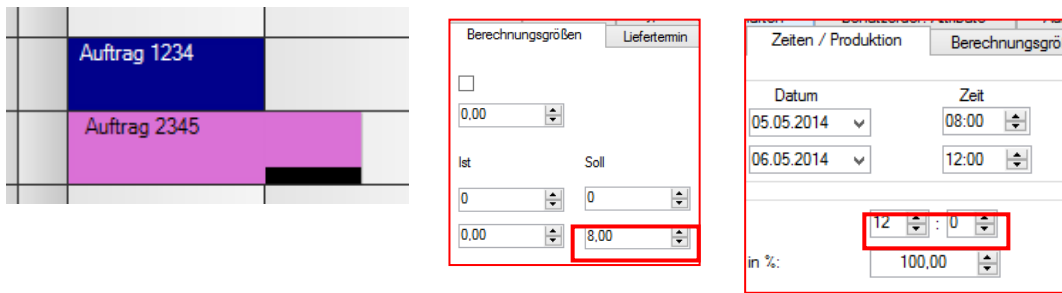 Auftrag 1234
Auftrag 2345
Berechnungsgrößen
Liefertermin
0,00
Ist
Soll
0
0
0,00
8,00
Zeiten / Produktion
Berechnungsgrö
Datum
Zeit
05.05.2014
08:00
06.05.2014
12:00
12 : 0
in %:
100,00